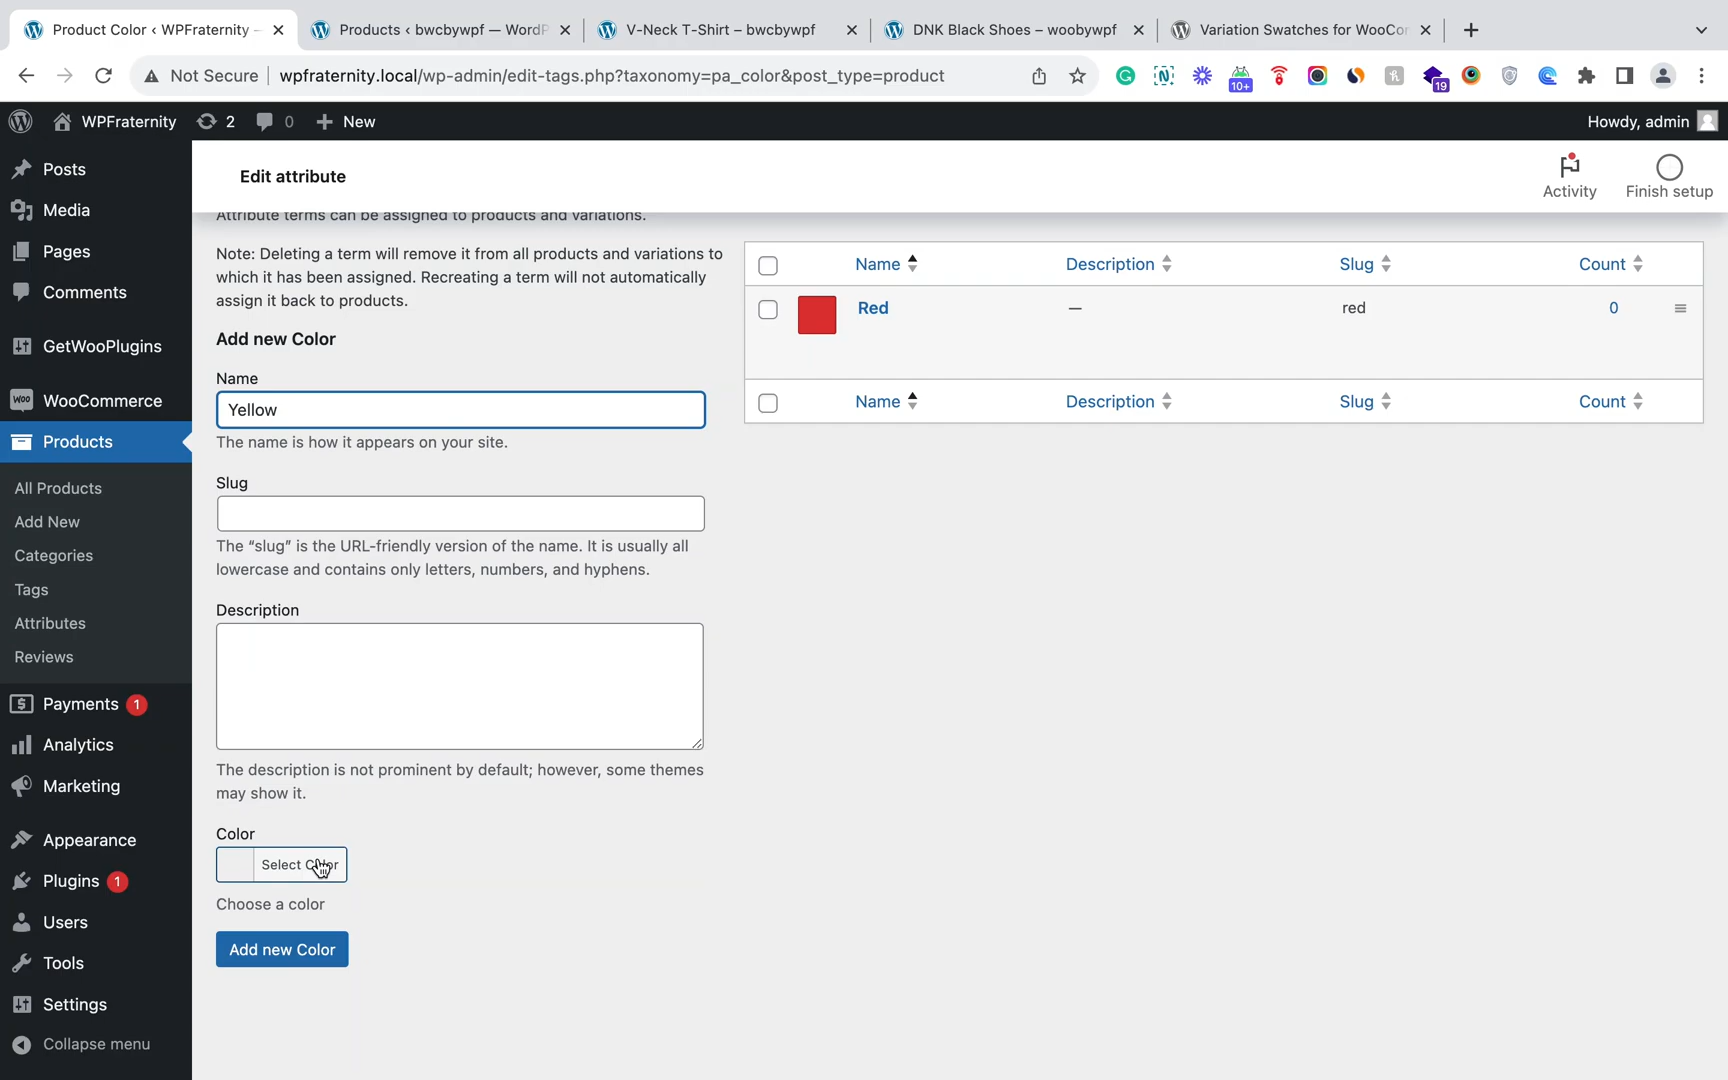 Product Color ‹ WPFraternity –
Products ‹ bwcbywpf — WordP
V-Neck T-Shirt – bwcbywpf
DNK Black Shoes – woobywpf
Variation Swatches for WooCor
Not Secure
wpfraternity.local/wp-admin/edit-tags.php?taxonomy=pa_color&post_type=product
10+
19
WPFraternity
2
0
New
Howdy, admin
Posts
Media
Pages
Comments
GetWooPlugins
WooCommerce
Products
All Products
Add New
Categories
Tags
Attributes
Reviews
Payments 1
Analytics
Marketing
Appearance
Plugins 1
Users
Tools
Settings
Collapse menu
Edit attribute
Activity
Finish setup
Attribute terms can be assigned to products and variations.
Note: Deleting a term will remove it from all products and variations to
which it has been assigned. Recreating a term will not automatically
assign it back to products.
Add new Color
Name
Yellow
The name is how it appears on your site.
Slug
The “slug” is the URL-friendly version of the name. It is usually all
lowercase and contains only letters, numbers, and hyphens.
Description
The description is not prominent by default; however, some themes
may show it.
Color
Select Color
Choose a color
Add new Color
Name Description Slug Count
Red — red 0
Name Description Slug Count